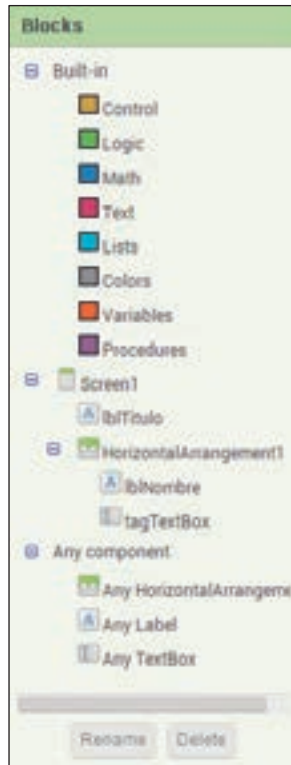 Blocks
Built-in
Control
Logic
Math
Text
Lists
Colors
Variables
Procedures
Screen1
lblTitulo
HorizontalArrangement1
lblNombre
tagTextBox
Any component
Any HorizontalArrangeme
Any Label
Any TextBox
Rename Delete